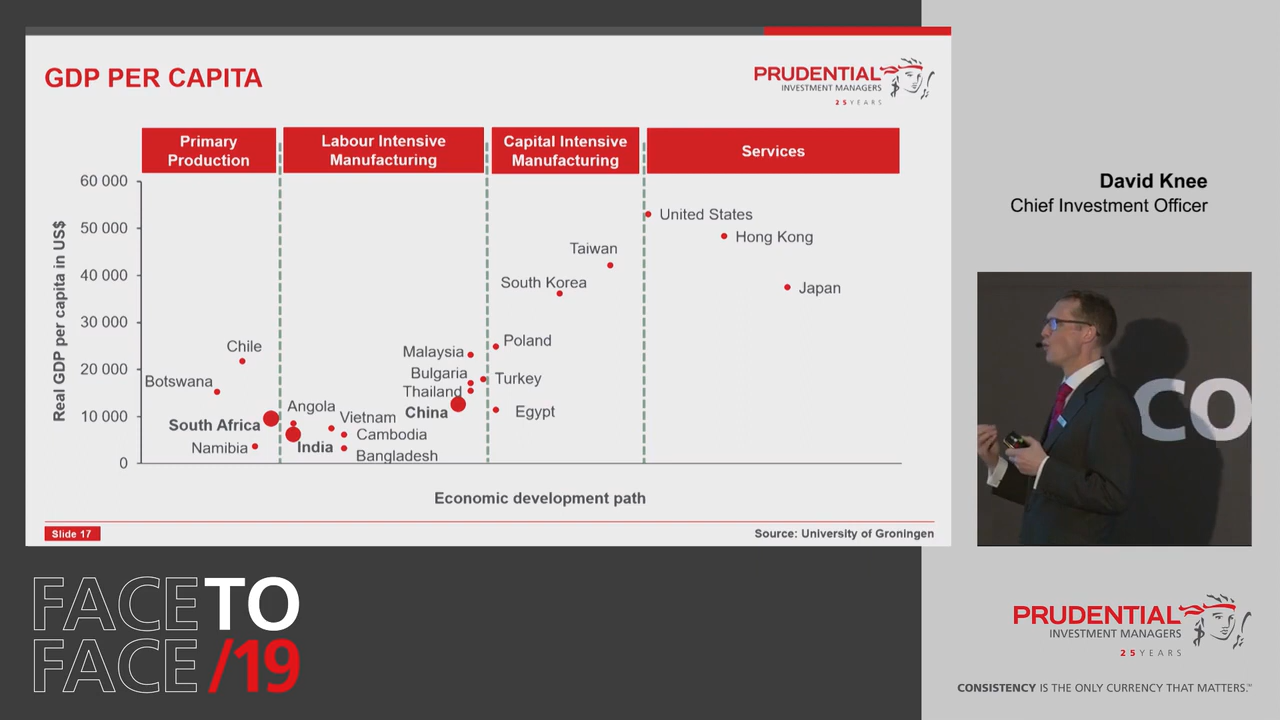 GDP PER CAPITA
PRUDENTIAL
INVESTMENT MANAGERS
25 YEARS
Primary
Production
Labour Intensive
Manufacturing
Capital Intensive
Manufacturing
Services
Real GDP per capita in US$
60 000
50 000
40 000
30 000
20 000
10 000
0
United States
Hong Kong
Taiwan
South Korea
Japan
Chile
Malaysia
Poland
Botswana
Bulgaria
Turkey
Thailand
Angola
China
Egypt
South Africa
Vietnam
Cambodia
Namibia
India
Bangladesh
Economic development path
Slide 17
Source: University of Groningen
David Knee
Chief Investment Officer
CO
FACE TO
FACE /19
PRUDENTIAL
INVESTMENT MANAGERS
25 YEARS
CONSISTENCY IS THE ONLY CURRENCY THAT MATTERS.™